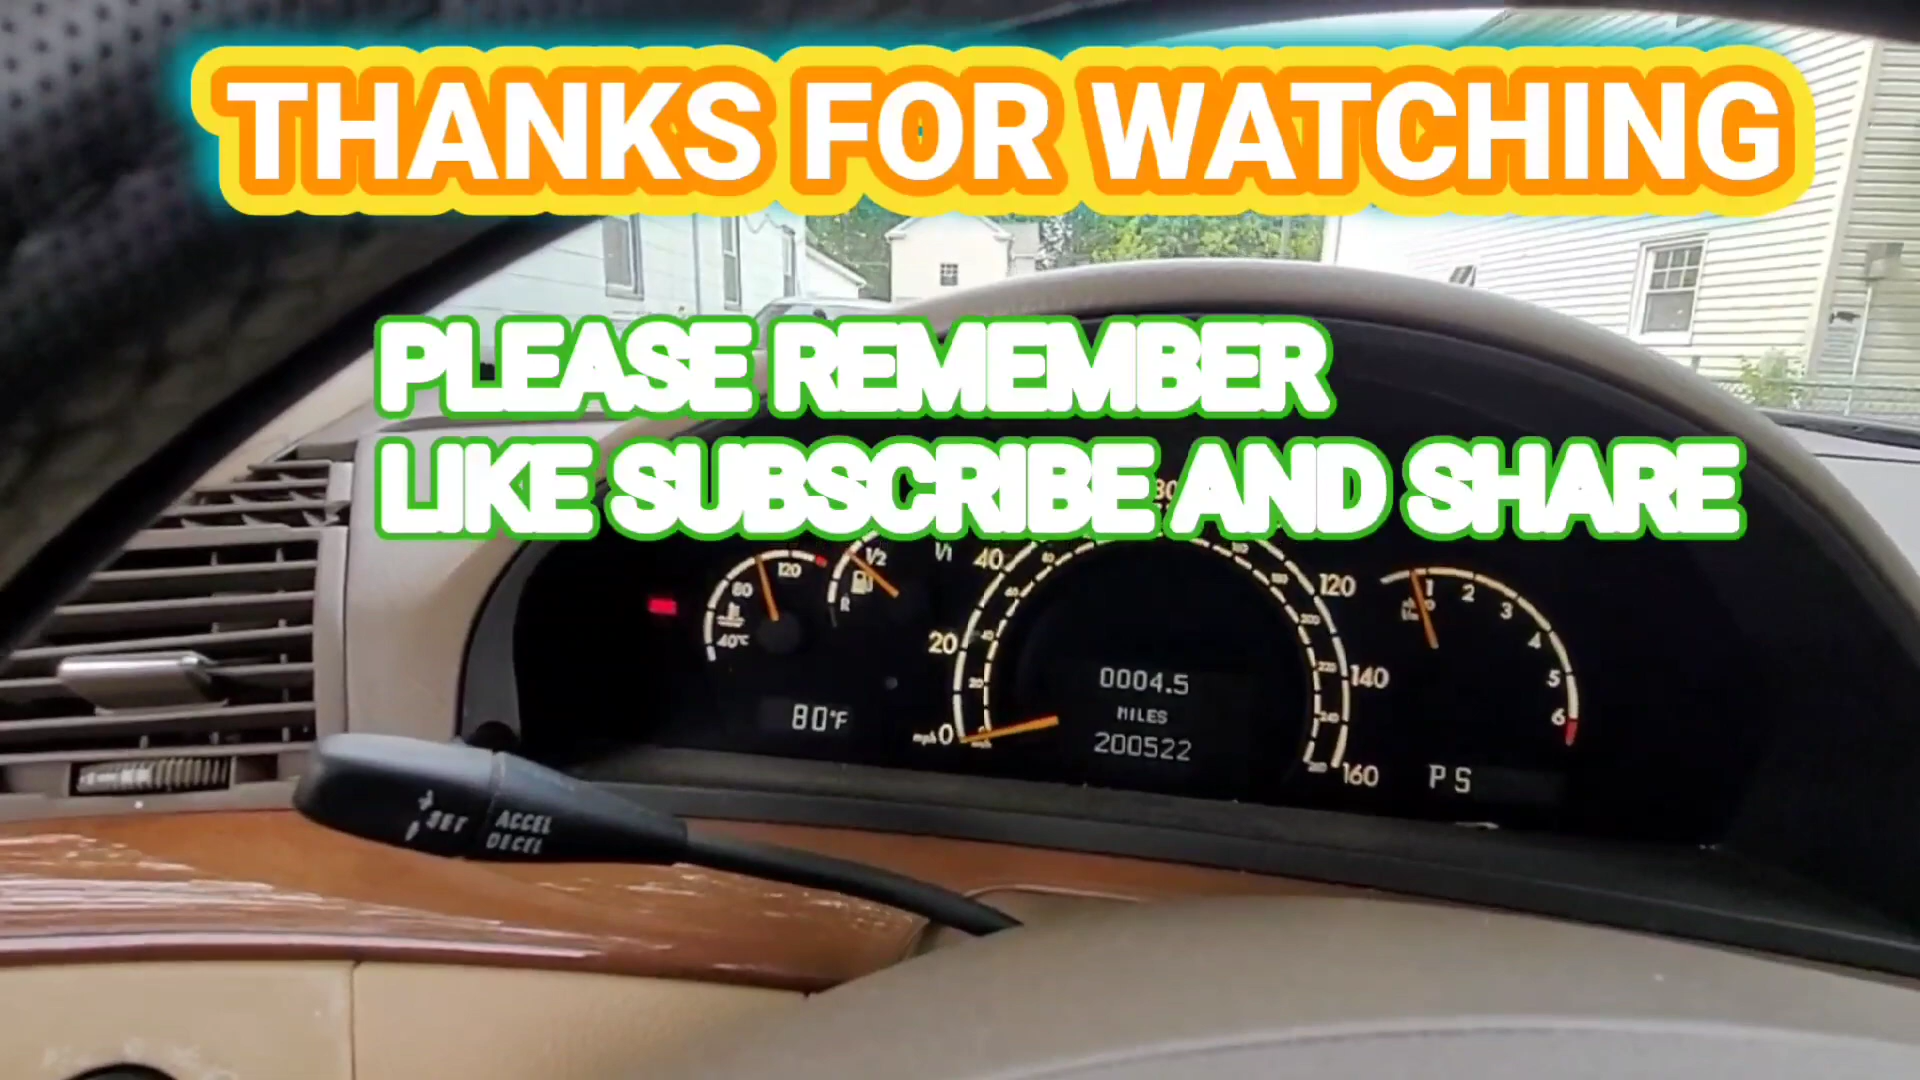 THANKS FOR WATCHING
PLEASE REMEMBER
LIKE SUBSCRIBE AND SHARE
80
120
40°C
1/2
1/1
R
80°F
mph 0
20
40
120
140
160
0004.5
MILES
200522
1
2
3
4
5
6
P S
SET
ACCEL
DECEL